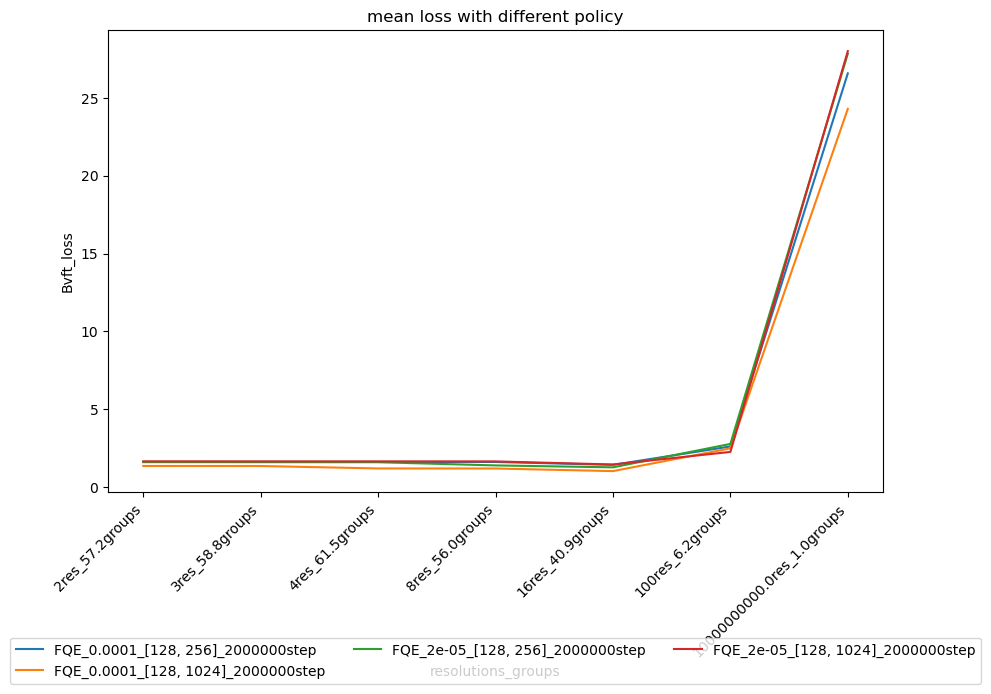 mean loss with different policy
Bvft_loss
25
20
15
10
5
0
2res_57.2groups
3res_58.8groups
4res_61.5groups
8res_56.0groups
16res_40.9groups
100res_6.2groups
resolutions_groups
FQE_0.0001_[128, 256]_2000000step
FQE_0.0001_[128, 1024]_2000000step
FQE_2e-05_[128, 256]_2000000step
FQE_2e-05_[128, 1024]_2000000step